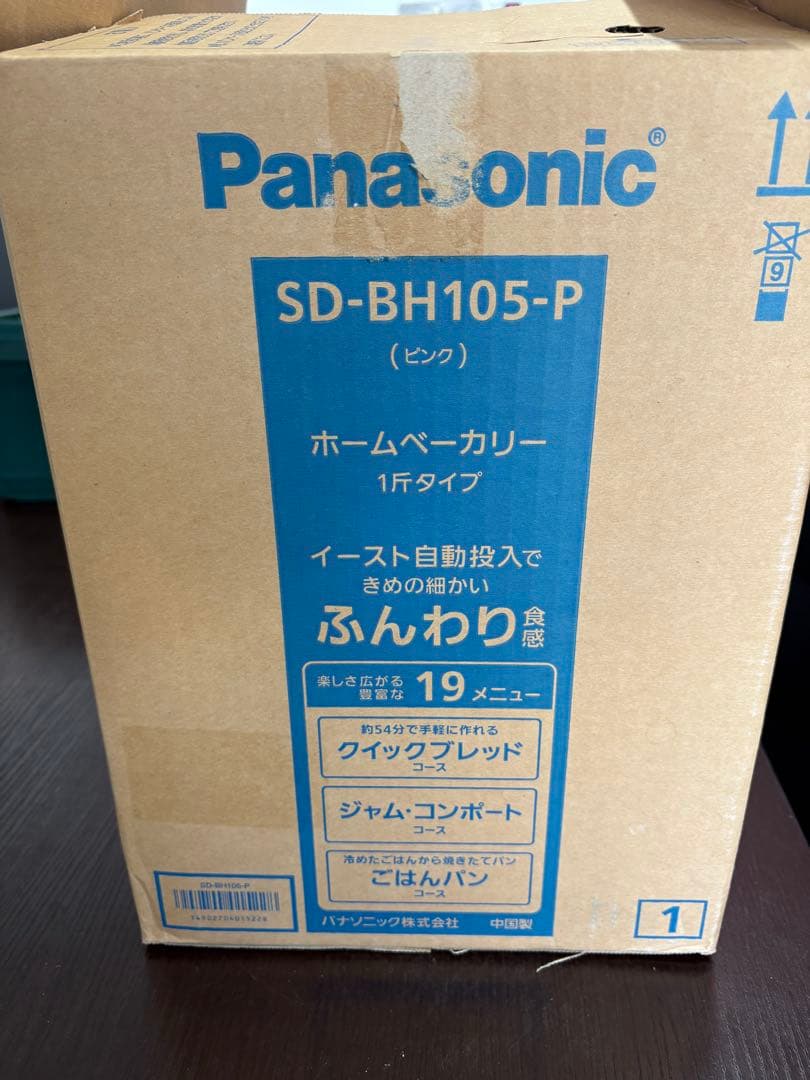 Panasonic®
SD-BH105-P
(ピンク)
9
ホームベーカリー
1斤タイプ
イースト自動投入で
きめの細かい
ふんわり食感
楽しさ広がる
豊富な 19メニュー
約54分で手軽に作れる
クイックブレッド
コース
ジャム・コンポート
コース
冷めたごはんから焼きたてパン
ごはんパン
コース
SD-BH105-P
パナソニック株式会社 中国製
1